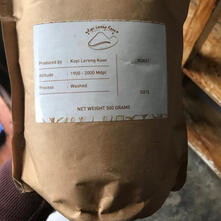 Produced by : Kopi Lereng Kawi
Altitude : 1900 - 2000 Mdpl
Process : Washed
NET WEIGHT 500 GRAMS